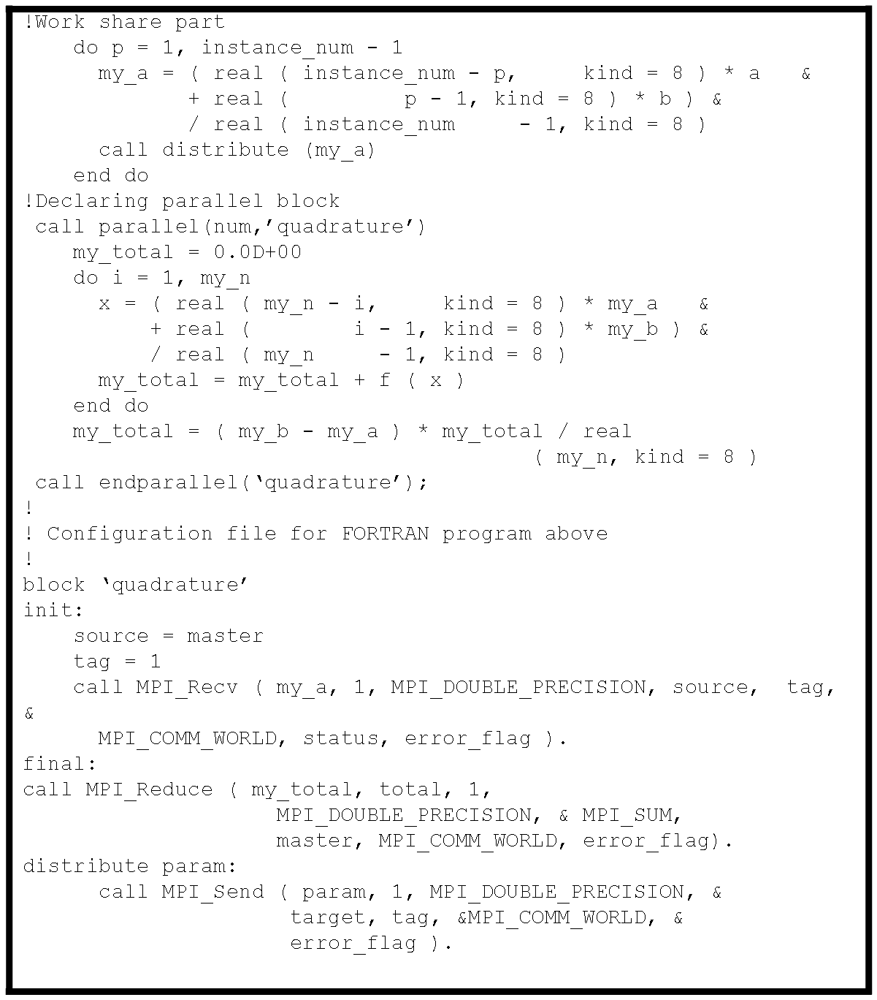 !Work share part
    do p = 1, instance_num - 1
      my_a = ( real ( instance_num - p,     kind = 8 ) * a   &
             + real (         p - 1, kind = 8 ) * b ) &
             / real ( instance_num     - 1, kind = 8 )
      call distribute (my_a)
    end do
!Declaring parallel block
 call parallel(num,’quadrature’)
    my_total = 0.0D+00
    do i = 1, my_n
      x = ( real ( my_n - i,     kind = 8 ) * my_a   &
          + real (        i - 1, kind = 8 ) * my_b ) &
          / real ( my_n     - 1, kind = 8 )
      my_total = my_total + f ( x )
    end do
    my_total = ( my_b - my_a ) * my_total / real
                                        ( my_n, kind = 8 )
 call endparallel(‘quadrature’);
!
! Configuration file for FORTRAN program above
!
block ‘quadrature’
init:
    source = master
    tag = 1
    call MPI_Recv ( my_a, 1, MPI_DOUBLE_PRECISION, source,  tag,
&
      MPI_COMM_WORLD, status, error_flag ).
final:
call MPI_Reduce ( my_total, total, 1,
                    MPI_DOUBLE_PRECISION, & MPI_SUM,
                    master, MPI_COMM_WORLD, error_flag).
distribute param:
      call MPI_Send ( param, 1, MPI_DOUBLE_PRECISION, &
                     target, tag, &MPI_COMM_WORLD, &
                     error_flag ).